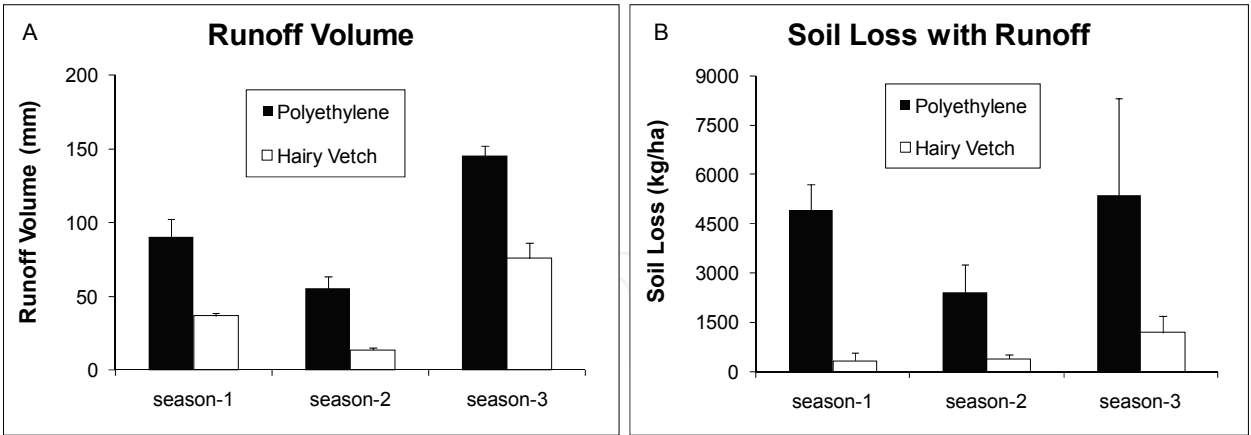 A
Runoff Volume
Runoff Volume (mm)
200
150
100
50
0
Polyethylene
Hairy Vetch
season-1
season-2
season-3
B
Soil Loss with Runoff
Soil Loss (kg/ha)
9000
7500
6000
4500
3000
1500
0
Polyethylene
Hairy Vetch
season-1
season-2
season-3